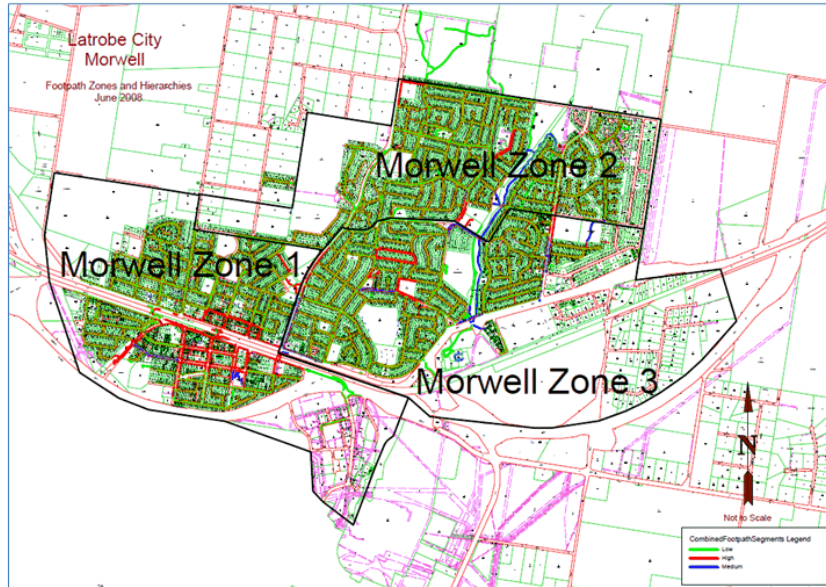 Latrobe City
Morwell
Footpath Zones and Hierarchies
June 2008
Morwell Zone 2
Morwell Zone 1
Morwell Zone 3
N
Not to Scale
CombinedFootpathSegments Legend
Low
High
Medium